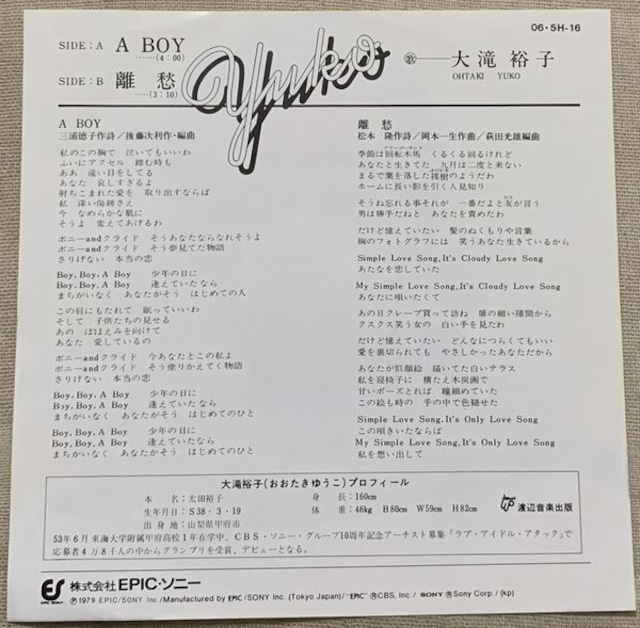 06・5H-16
SIDE: A A BOY
……(4:00)
SIDE: B 離愁
……(3:10)
Yuko
歌──大滝裕子
OHTAKI YUKO
A BOY
三浦徳子作詩／後藤次利作・編曲
私のこの胸で 泣いてもいいわ
ふいにアクセル 踏む時も
ああ 遠い目をしてる
あなた 哀しすぎるよ
射ちこまれた愛を 取り出すならば
私 深い傷跡さえ
今 なめらかな肌に
そうよ 変えてあげるわ
ボニーandクライド そうあなたならなれそうよ
ボニーandクライド そう夢見てた物語
さりげない 本当の恋
Boy, Boy, A Boy 少年の日に
Boy, Boy, A Boy 逢えていたなら
まちがいなく あなたがそう はじめての人
この肩にもたれて 眠っていいわ
そして 子供たちの見せる
あの ほほえみを向けて
あなた 愛しているの
ボニーandクライド 今あなたとこの私よ
ボニーandクライド そう塗りかえてく物語
さりげない 本当の恋
Boy, Boy, A Boy 少年の日に
Boy, Boy, A Boy 逢えていたなら
まちがいなく あなたがそう はじめてのひと
Boy, Boy, A Boy 少年の日に
Boy, Boy, A Boy 逢えていたなら
まちがいなく あなたがそう はじめてのひと
離愁
松本 隆作詩／岡本一生作曲／萩田光雄編曲
季節は回転木馬 くるくる回るけれど
あなたと生きてた 九月は二度と来ない
まるで葉を落した裸樹のようだわ
ホームに長い影を引く人見知り
そうね忘れる事それが 一番だよと友が言う
男は勝手だねと あなたを責めたわ
だけど憶えていたい 髪のぬくもりや言葉
胸のフォトグラフには 笑うあなた生きているから
Simple Love Song, It's Cloudy Love Song
あたなを恋していた
My Simple Love Song, It's Cloudy Love Song
あなたに唄いたくて
あの日クレープ買って訪ね 扉の細い隙間から
クスクス笑う女の 白い手を見たわ
だけど憶えていたい どんなにつらくてもいい
愛を裏切られても やさしかったあなただから
あなたが似顔絵 描いてた白いテラス
私を寝椅子に 横たえ木炭画で
甘いポーズとれば 瞳細めていた
この絵も時の 手の中で色褪せた
Simple Love Song, It's Only Love Song
この唄きいたならば
My Simple Love Song, It's Only Love Song
私を想い出して
大滝裕子(おおたきゆうこ)プロフィール
本名：太田裕子 身長：160cm
生年月日：S38・3・19 体重：46kg B80cm W59cm H82cm
出身地：山梨県甲府市
53年6月 東海大学附属甲府高校1年在学中、CBS・ソニー・グループ10周年記念アーチスト募集「ラブ・アイドル・アタック」で
応募者4万8千人の中からグランプリを受賞、デビューとなる。
渡辺音楽出版
EPIC/SONY 株式会社EPIC・ソニー
Ⓟ1979 EPIC/SONY Inc./Manufactured by EPIC/SONY Inc. (Tokyo Japan)/"EPIC" ⓇCBS, Inc./ SONY ⓇSony Corp./ (kp)